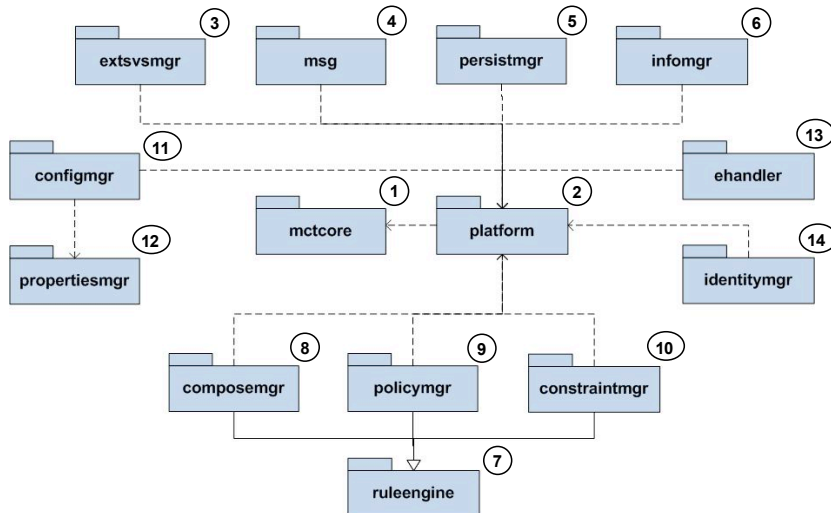 3
4
5
6
extsvsmgr
msg
persistmgr
infomgr
11
13
configmgr
ehandler
1
2
mctcore
platform
12
14
propertiesmgr
identitymgr
8
9
10
composemgr
policymgr
constraintmgr
7
ruleengine